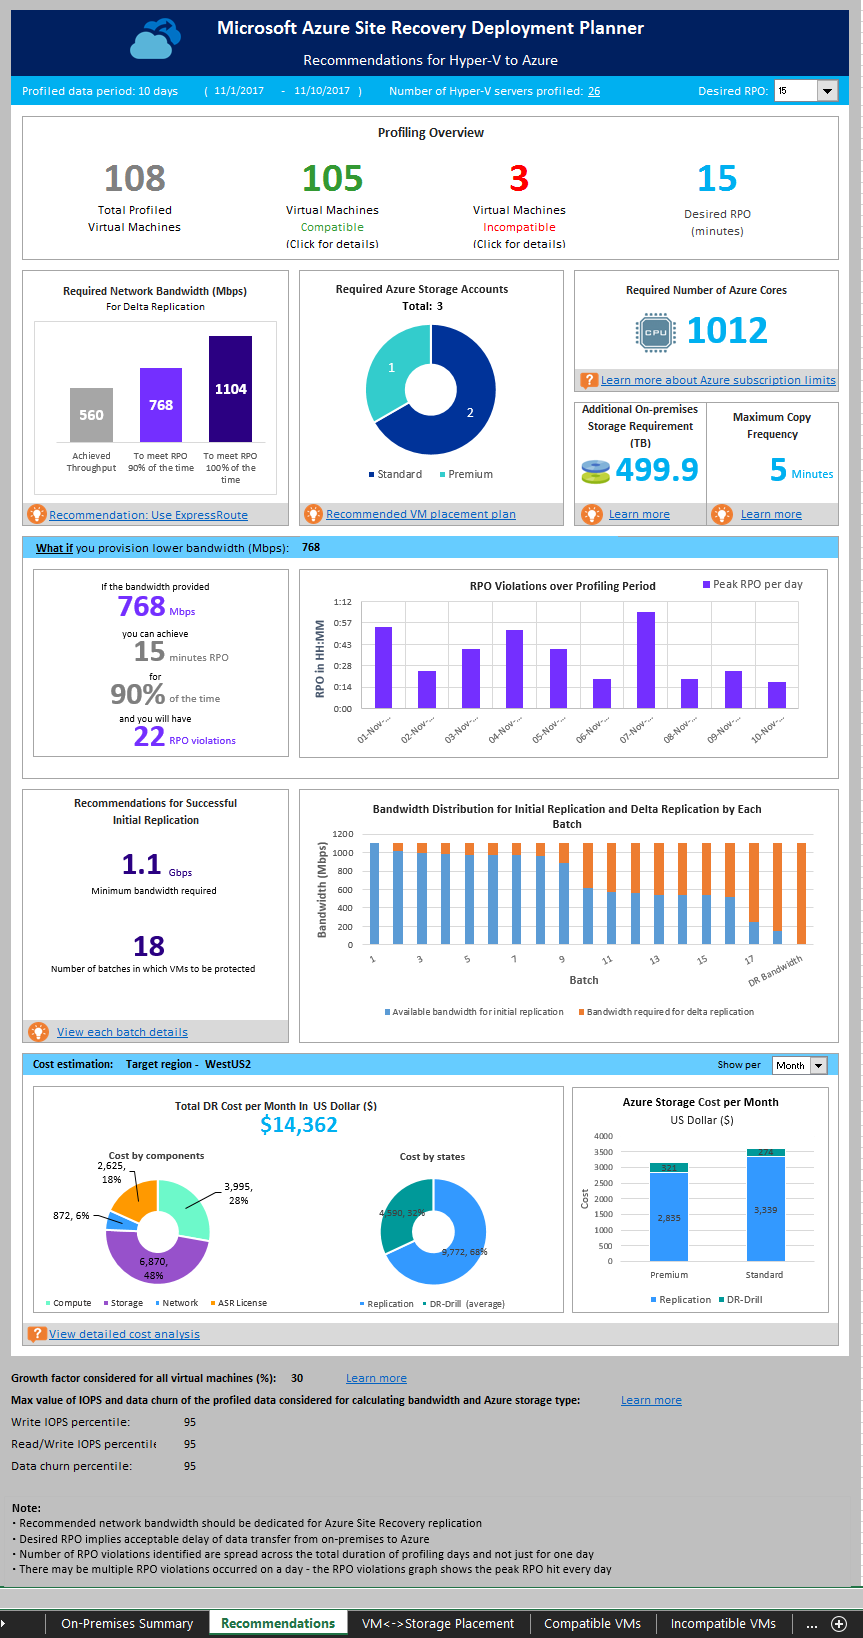 Microsoft Azure Site Recovery Deployment Planner
Recommendations for Hyper-V to Azure
Profiled data period: 10 days ( 11/1/2017 - 11/10/2017 ) Number of Hyper-V servers profiled: 26 Desired RPO: 15
Profiling Overview
108
Total Profiled
Virtual Machines
105
Virtual Machines
Compatible
(Click for details)
3
Virtual Machines
Incompatible
(Click for details)
15
Desired RPO
(minutes)
Required Network Bandwidth (Mbps)
For Delta Replication
560
768
1104
Achieved
Throughput
To meet RPO
90% of the time
To meet RPO
100% of the
time
Recommendation: Use ExpressRoute
Required Azure Storage Accounts
Total: 3
1
2
Standard Premium
Recommended VM placement plan
Required Number of Azure Cores
CPU
1012
Learn more about Azure subscription limits
Additional On-premises
Storage Requirement
(TB)
499.9
Learn more
Maximum Copy
Frequency
5 Minutes
Learn more
What if you provision lower bandwidth (Mbps): 768
If the bandwidth provided
768 Mbps
you can achieve
15 minutes RPO
for
90% of the time
and you will have
22 RPO violations
RPO Violations over Profiling Period
Peak RPO per day
RPO in HH:MM
1:12
0:57
0:43
0:28
0:14
0:00
01-Nov-... 02-Nov-... 03-Nov-... 04-Nov-... 05-Nov-... 06-Nov-... 07-Nov-... 08-Nov-... 09-Nov-... 10-Nov-...
Recommendations for Successful
Initial Replication
1.1 Gbps
Minimum bandwidth required
18
Number of batches in which VMs to be protected
View each batch details
Bandwidth Distribution for Initial Replication and Delta Replication by Each
Batch
Bandwidth (Mbps)
1200
1000
800
600
400
200
0
1 3 5 7 9 11 13 15 17 DR Bandwidth
Batch
Available bandwidth for initial replication Bandwidth required for delta replication
Cost estimation: Target region - WestUS2 Show per Month
Total DR Cost per Month In US Dollar ($)
$14,362
Cost by components
2,625,
18%
3,995,
28%
872, 6%
6,870,
48%
Compute Storage Network ASR License
Cost by states
4,590, 32%
9,772, 68%
Replication DR-Drill (average)
Azure Storage Cost per Month
US Dollar ($)
Cost
4000
3500
3000
2500
2000
1500
1000
500
0
321
2,835
274
3,339
Premium Standard
Replication DR-Drill
View detailed cost analysis
Growth factor considered for all virtual machines (%): 30 Learn more
Max value of IOPS and data churn of the profiled data considered for calculating bandwidth and Azure storage type: Learn more
Write IOPS percentile: 95
Read/Write IOPS percentile 95
Data churn percentile: 95
Note:
• Recommended network bandwidth should be dedicated for Azure Site Recovery replication
• Desired RPO implies acceptable delay of data transfer from on-premises to Azure
• Number of RPO violations identified are spread across the total duration of profiling days and not just for one day
• There may be multiple RPO violations occurred on a day - the RPO violations graph shows the peak RPO hit every day
On-Premises Summary Recommendations VM<->Storage Placement Compatible VMs Incompatible VMs ...